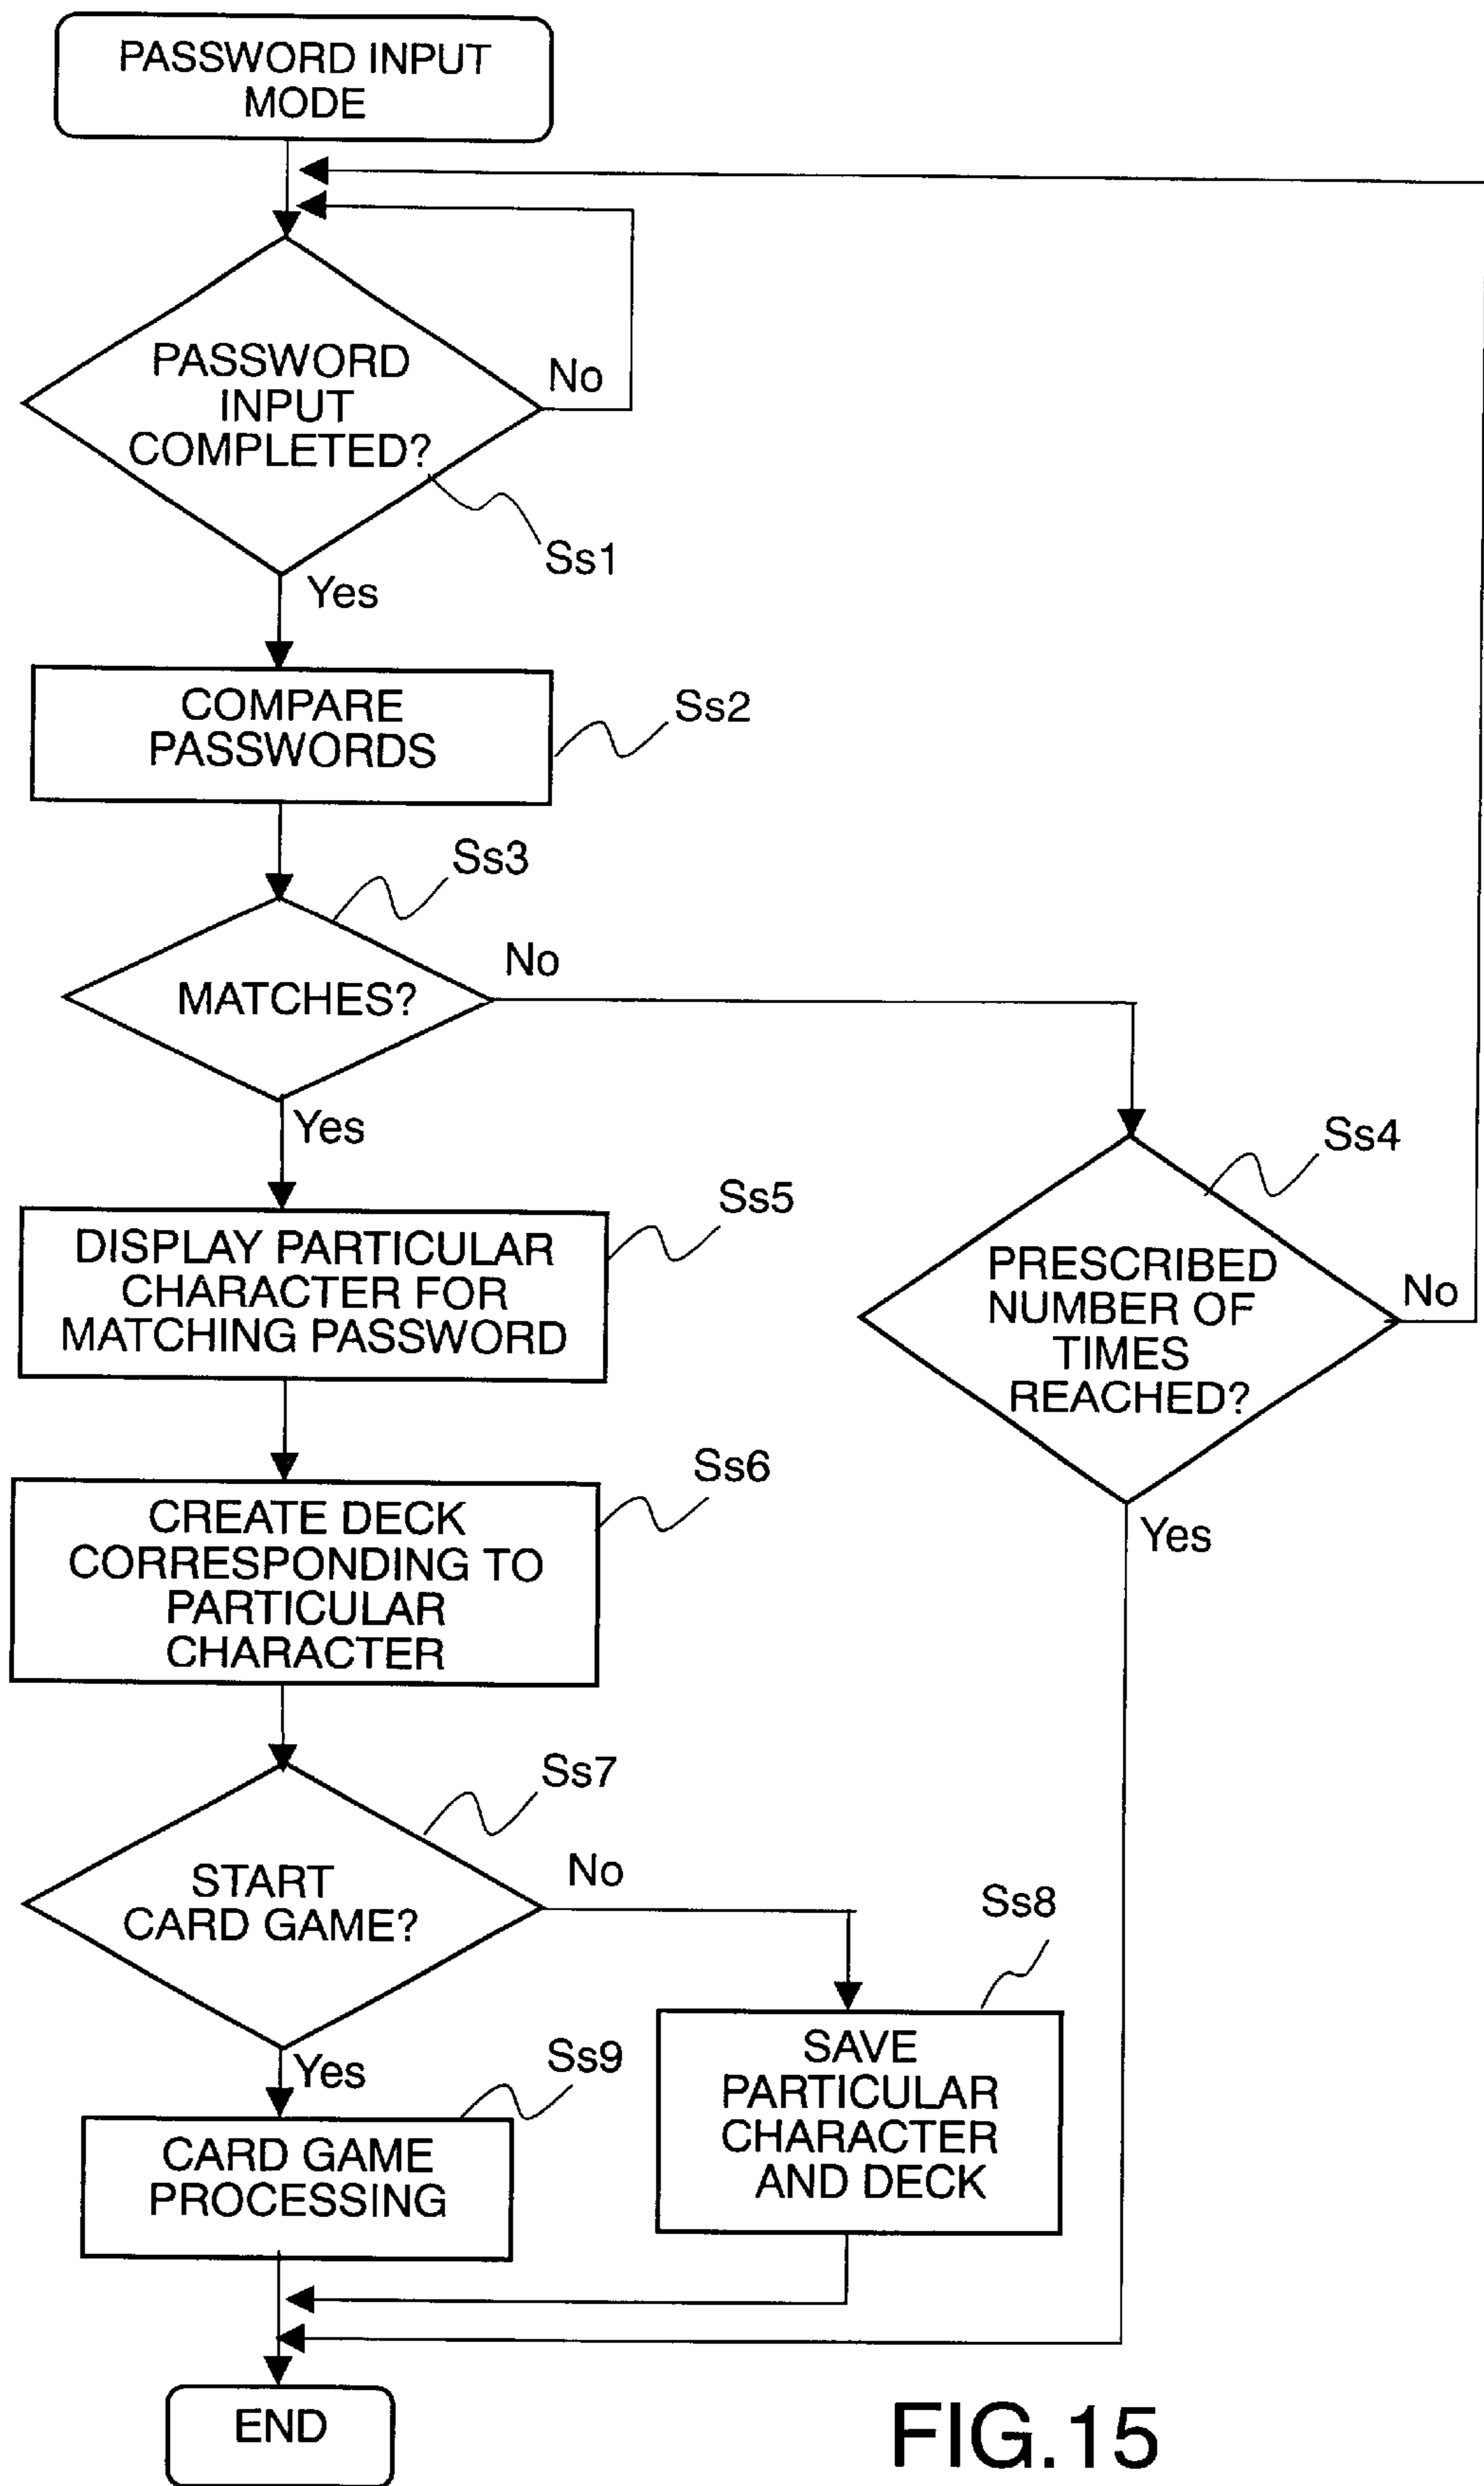 PASSWORD INPUT
MODE
PASSWORD
INPUT
COMPLETED?
No
Ss1
Yes
COMPARE
PASSWORDS
Ss2
Ss3
MATCHES?
No
Yes
Ss4
PRESCRIBED
NUMBER OF
TIMES
REACHED?
No
Yes
DISPLAY PARTICULAR
CHARACTER FOR
MATCHING PASSWORD
Ss5
CREATE DECK
CORRESPONDING TO
PARTICULAR
CHARACTER
Ss6
Ss7
START
CARD GAME?
No
Yes
Ss8
SAVE
PARTICULAR
CHARACTER
AND DECK
Ss9
CARD GAME
PROCESSING
END
FIG.15